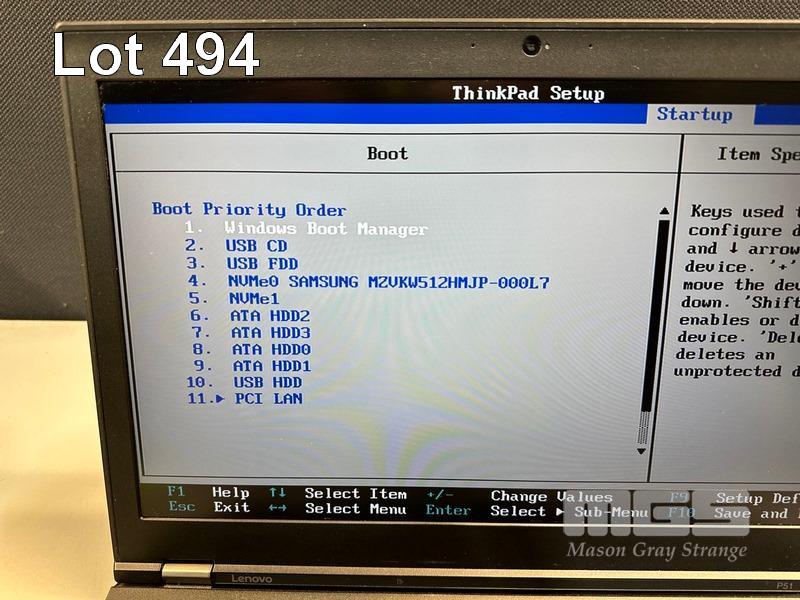 Lot 494
ThinkPad Setup
Startup
Boot
Item Spe
Boot Priority Order
1. Windows Boot Manager
2. USB CD
3. USB FDD
4. NVMe0 SAMSUNG MZVKW512HMJP-000L7
5. NVMe1
6. ATA HDD2
7. ATA HDD3
8. ATA HDD0
9. ATA HDD1
10. USB HDD
11.▸ PCI LAN
Keys used t
configure d
and ↓ arrow
device. '+'
move the dev
down. 'Shift
enables or d
device. 'Dele
deletes an
unprotected d
F1 Help ↑↓ Select Item +/- Change Values F9 Setup Def
Esc Exit ←→ Select Menu Enter Select ▸ Sub-Menu F10 Save and
MGS
Mason Gray Strange
Lenovo
P51